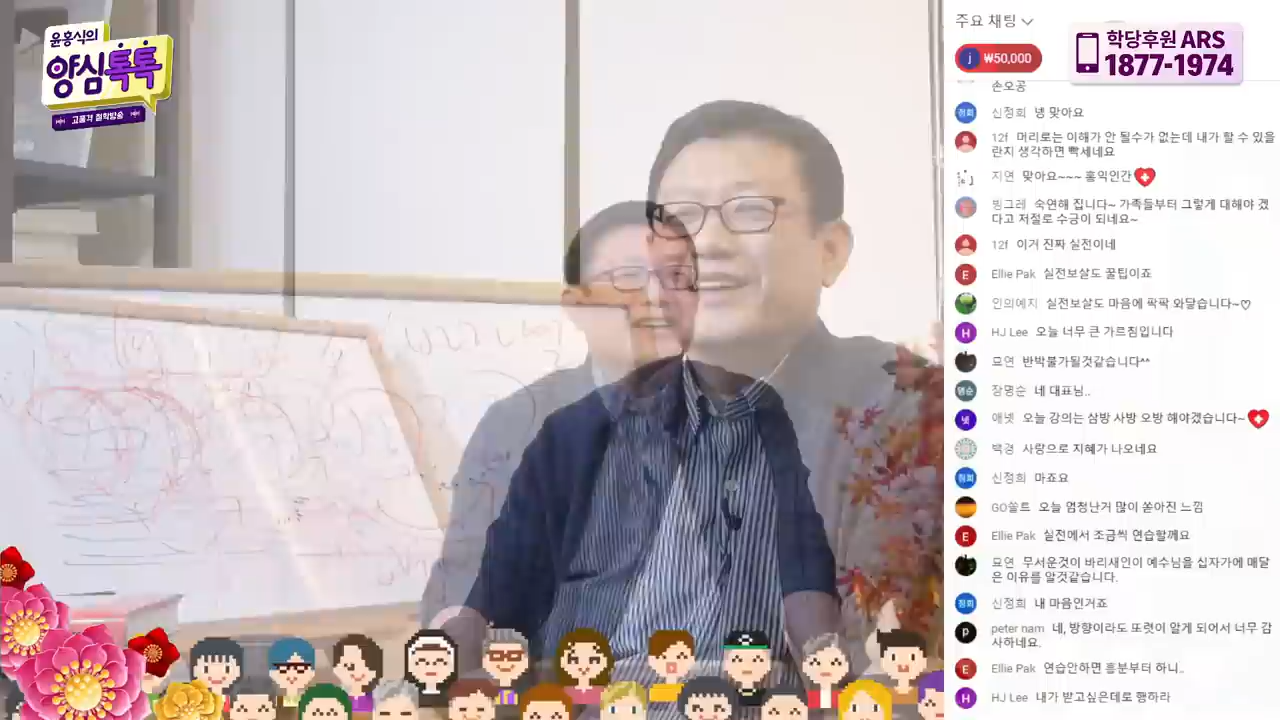 윤홍식의
양심톡톡
고품격 철학방송
주요 채팅
학당후원 ARS
1877-1974
j ₩50,000
손오공
정희 신정희 넹 맞아요
12f 머리로는 이해가 안 될수가 없는데 내가 할 수 있을
란지 생각하면 빡세네요
지연 맞아요~~~ 홍익인간
빙그레 숙연해 집니다~ 가족들부터 그렇게 대해야 겠
다고 저절로 수긍이 되네요~
12f 이거 진짜 실전이네
E Ellie Pak 실전보살도 꿀팁이죠
인의예지 실전보살도 마음에 팍팍 와닿습니다~♡
H HJ Lee 오늘 너무 큰 가르침입니다
묘연 반박불가될것같습니다^^
명순 장명순 네 대표님..
넷 애넷 오늘 강의는 삼방 사방 오방 해야겠습니다~
백경 사랑으로 지혜가 나오네요
정희 신정희 마죠요
GO쏠트 오늘 엄청난거 많이 쏟아진 느낌
E Ellie Pak 실전에서 조금씩 연습할께요
묘연 무서운것이 바리새인이 예수님을 십자가에 매달
은 이유를 알것같습니다.
정희 신정희 내 마음인거죠
p peter nam 네, 방향이라도 또렷이 알게 되어서 너무 감
사하네요.
E Ellie Pak 연습안하면 흥분부터 하니..
H HJ Lee 내가 받고싶은데로 행하라